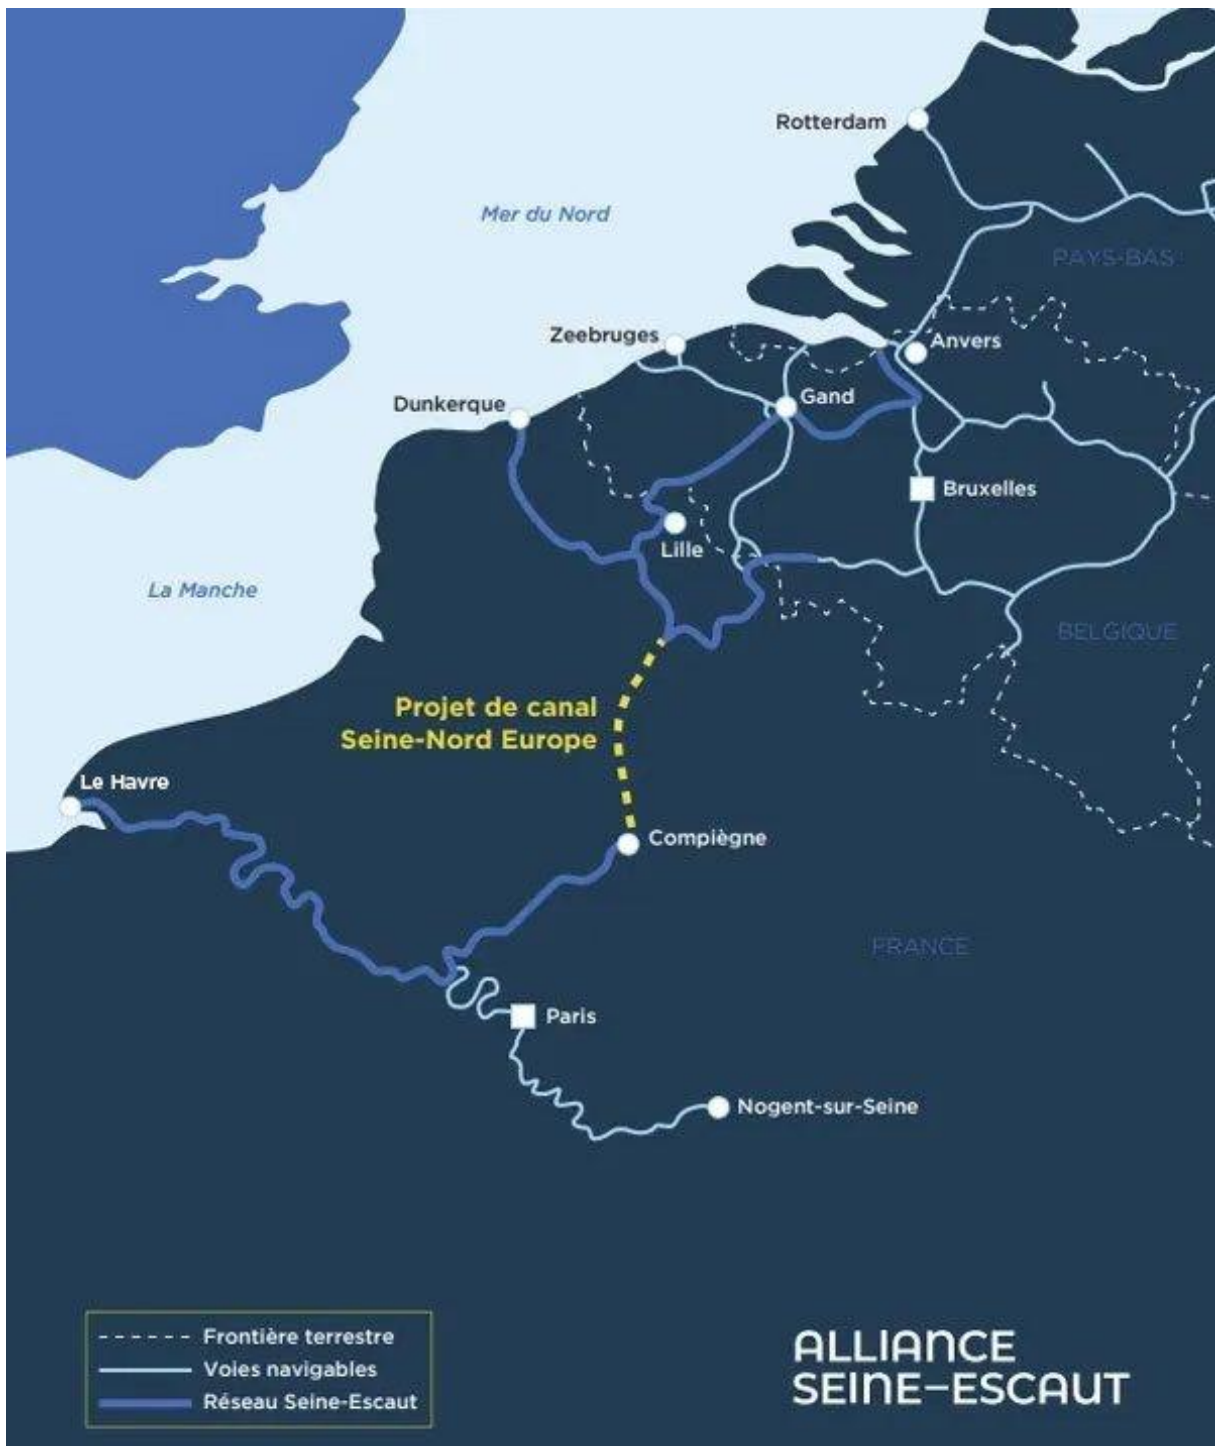 Rotterdam
Mer du Nord
PAYS-BAS
Zeebruges
Anvers
Dunkerque
Gand
Bruxelles
Lille
La Manche
BELGIQUE
Projet de canal
Seine-Nord Europe
Le Havre
Compiègne
FRANCE
Paris
Nogent-sur-Seine
Frontière terrestre
Voies navigables
Réseau Seine-Escaut
ALLIANCE
SEINE-ESCAUT